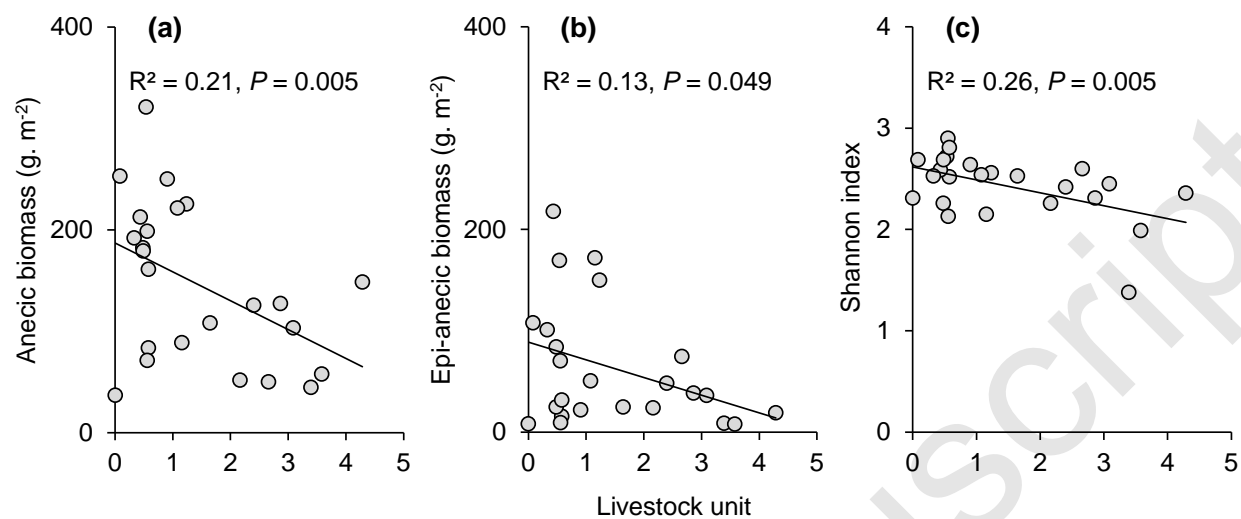 (a)
R² = 0.21, P = 0.005
Anecic biomass (g. m-2)
400
200
0
0 1 2 3 4 5
(b)
R² = 0.13, P = 0.049
Epi-anecic biomass (g. m-2)
400
200
0
0 1 2 3 4 5
Livestock unit
(c)
R² = 0.26, P = 0.005
Shannon index
4
3
2
1
0
0 1 2 3 4 5
uscript